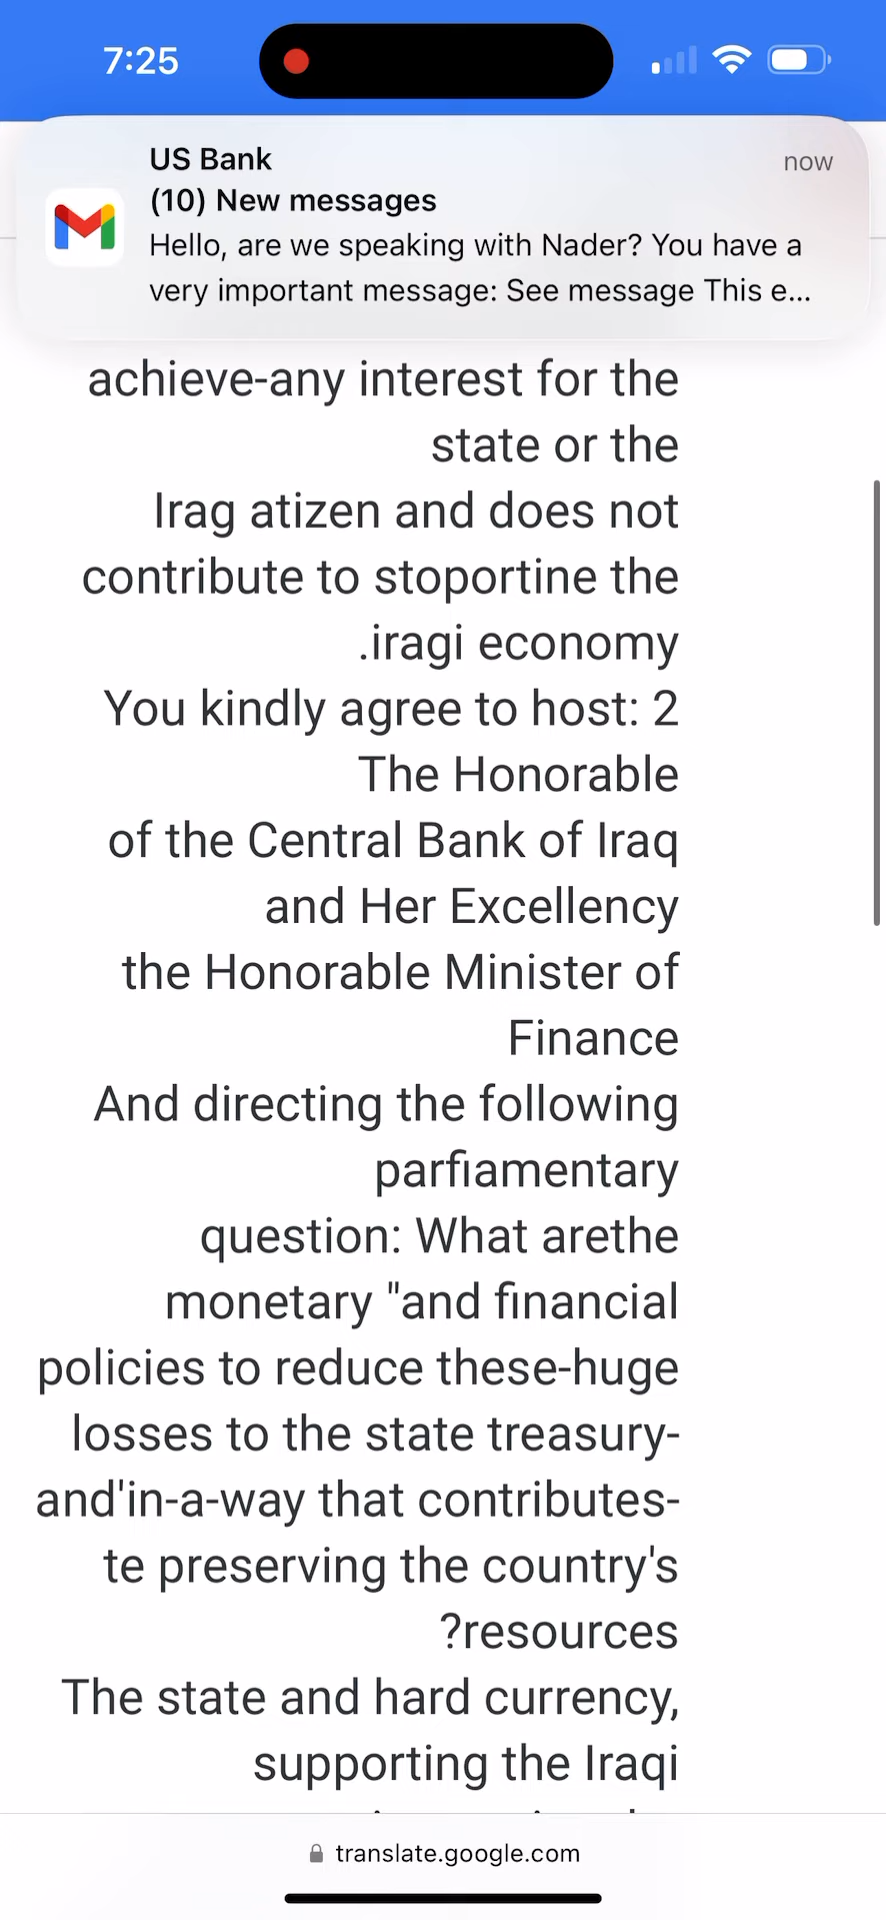 7:25
US Bank
now
(10) New messages
Hello, are we speaking with Nader? You have a
very important message: See message This e...
achieve-any interest for the
state or the
Irag atizen and does not
contribute to stoportine the
.iragi economy
You kindly agree to host: 2
The Honorable
of the Central Bank of Iraq
and Her Excellency
the Honorable Minister of
Finance
And directing the following
parfiamentary
question: What arethe
monetary "and financial
policies to reduce these-huge
losses to the state treasury-
and'in-a-way that contributes-
te preserving the country's
?resources
The state and hard currency,
supporting the Iraqi
translate.google.com